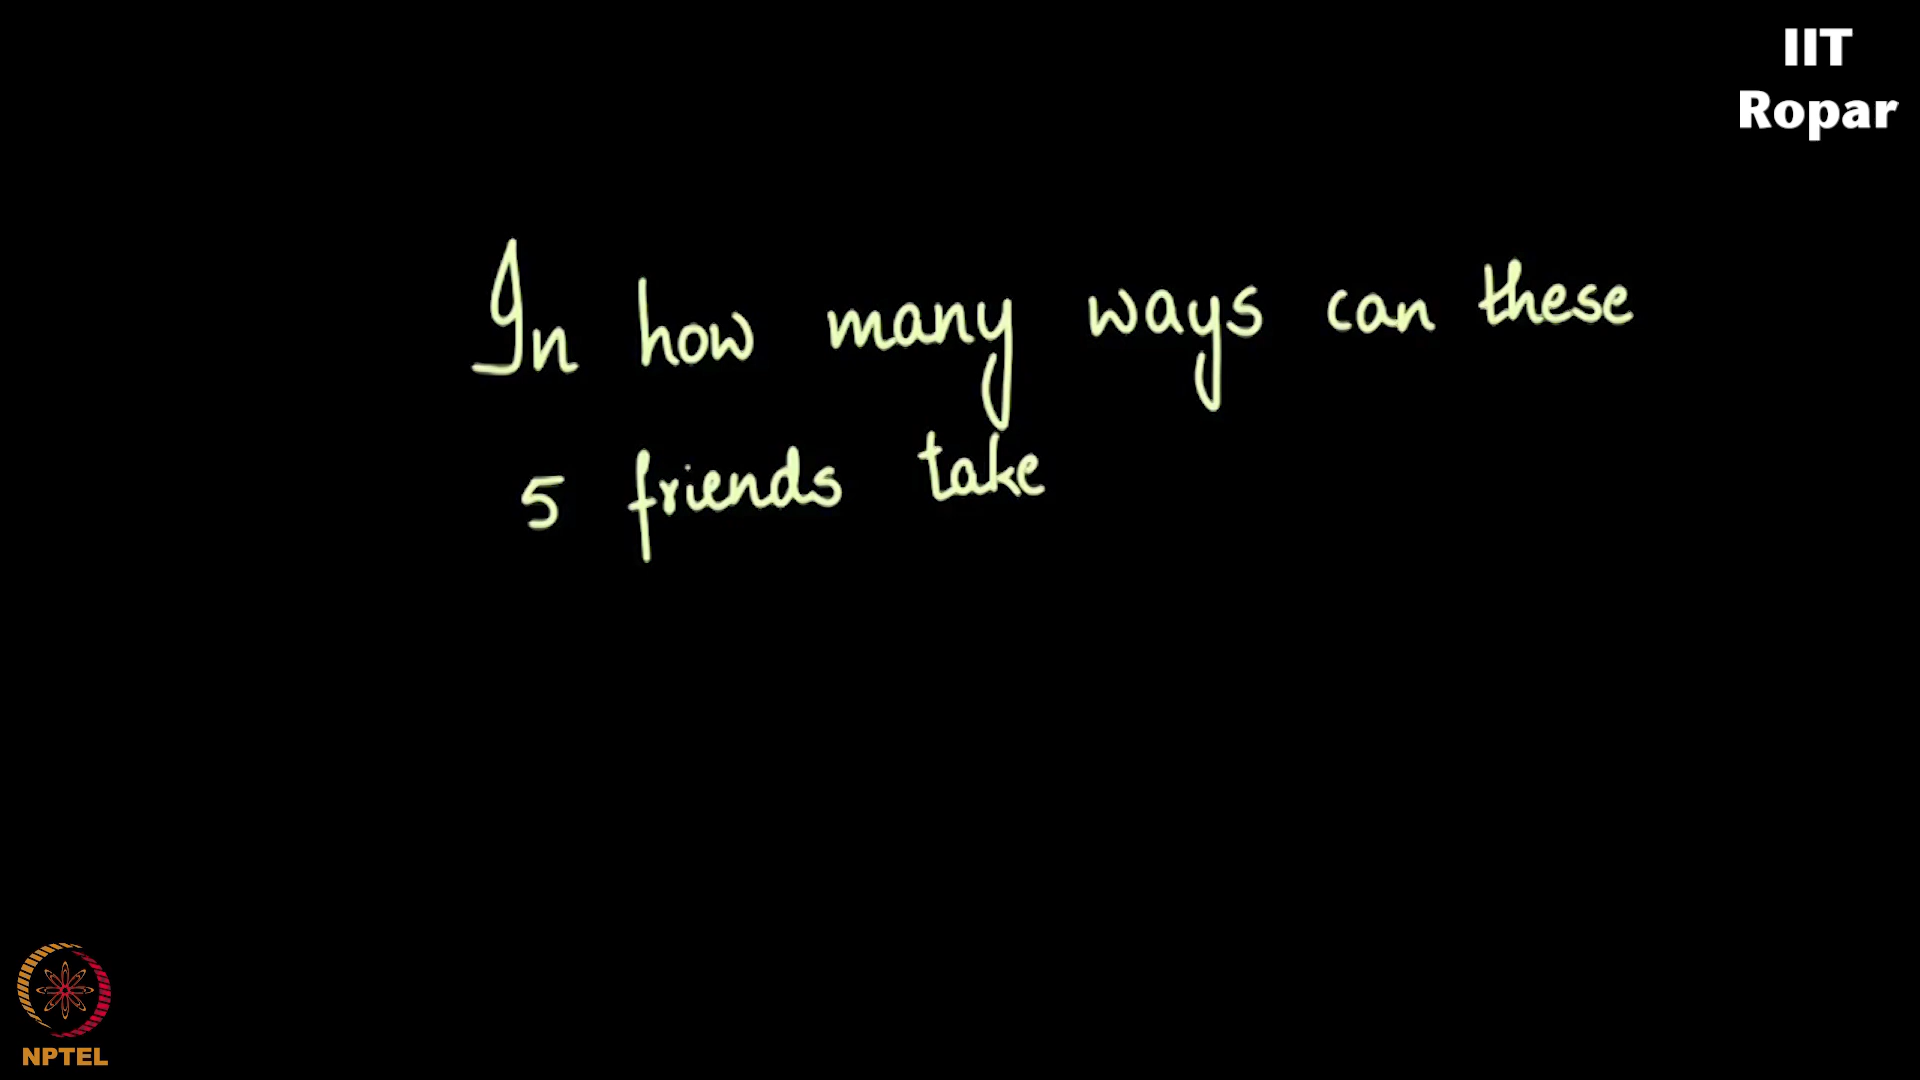 IIT
Ropar
In how many ways can these
5 friends take
NPTEL